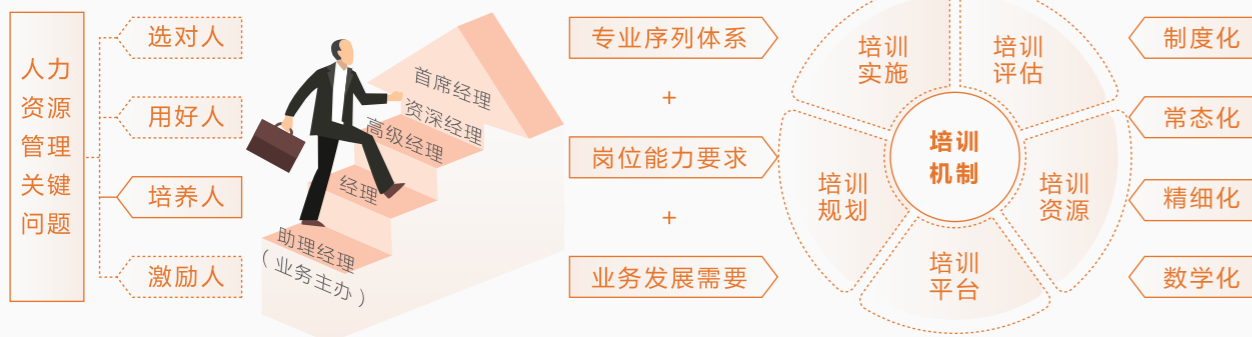 人力
资源
管理
关键
问题
选对人
用好人
培养人
激励人
首席经理
资深经理
高级经理
经理
助理经理
（业务主办）
专业序列体系
+
岗位能力要求
+
业务发展需要
培训
实施
培训
评估
培训
规划
培训
机制
培训
资源
培训
平台
制度化
常态化
精细化
数学化